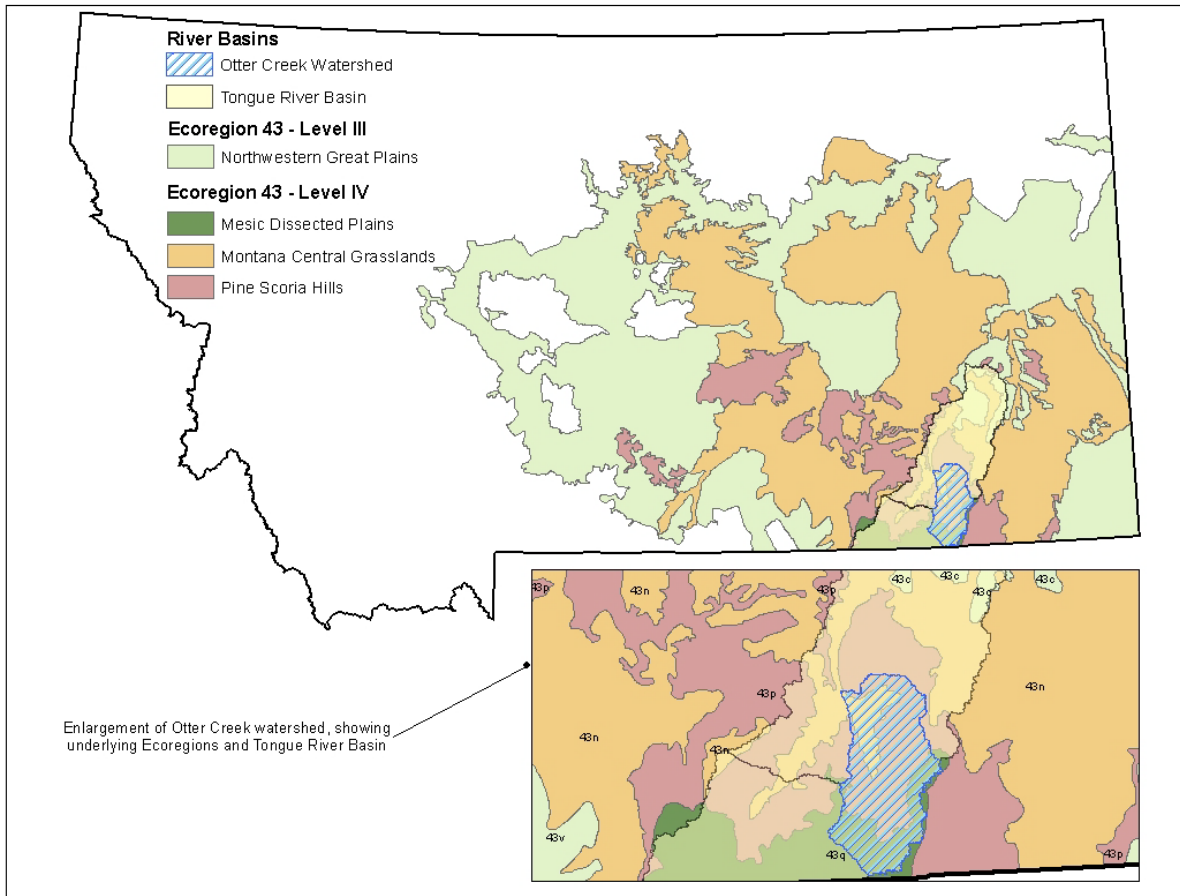 River Basins
Otter Creek Watershed
Tongue River Basin
Ecoregion 43 - Level III
Northwestern Great Plains
Ecoregion 43 - Level IV
Mesic Dissected Plains
Montana Central Grasslands
Pine Scoria Hills
43p
43n
43p
43c
43c
43c
43c
43p
43n
43n
43n
43v
43q
43p
Enlargement of Otter Creek watershed, showing
underlying Ecoregions and Tongue River Basin